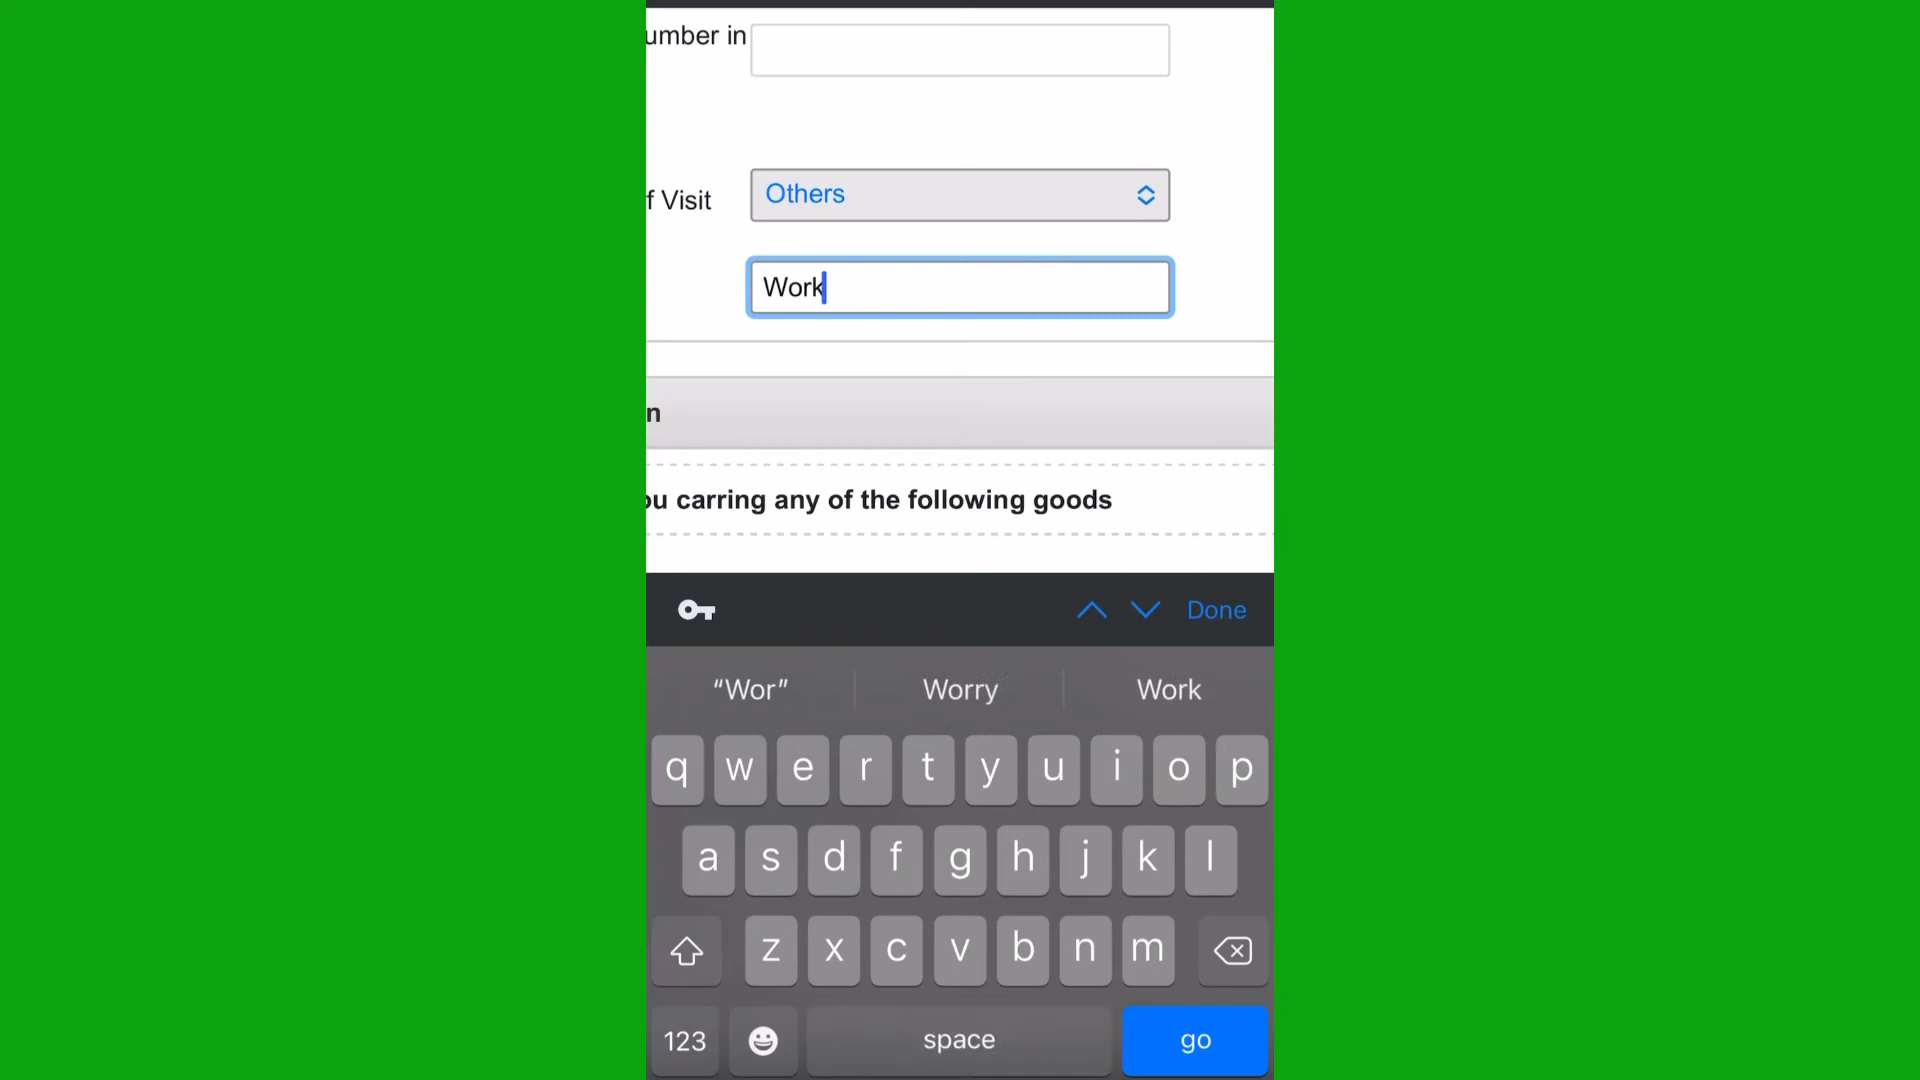 umber in
f Visit
Others
Work
n
ou carring any of the following goods
Done
“Wor”
Worry
Work
q w e r t y u i o p
a s d f g h j k l
z x c v b n m
123
space
go